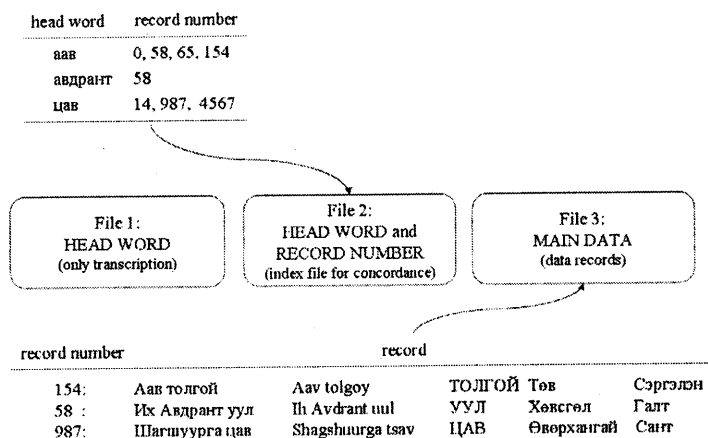 head word record number
аав 0, 58, 65, 154
авдрант 58
цав 14, 987, 4567
File 1:
HEAD WORD
(only transcription)
File 2:
HEAD WORD and
RECORD NUMBER
(index file for concordance)
File 3:
MAIN DATA
(data records)
record number record
154: Аав толгой Aav tolgoy ТОЛГОЙ Төв Сэргэлэн
58 : Их Авдрант уул Ih Avdrant uul УУЛ Хөвсгөл Галт
987: Шагшуурга цав Shagshuurga tsav ЦАВ Өвөрхангай Сант